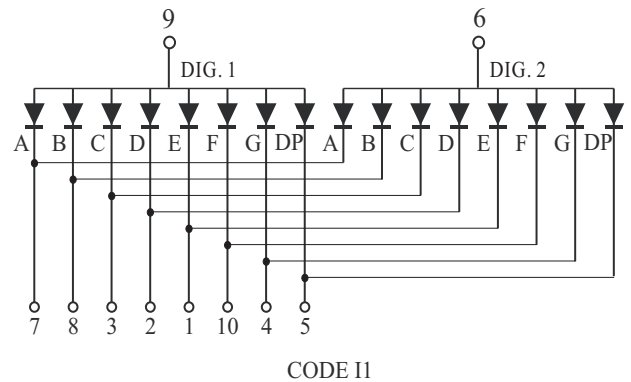 9 6
DIG. 1 DIG. 2
A B C D E F G DP A B C D E F G DP
7 8 3 2 1 10 4 5
CODE I1